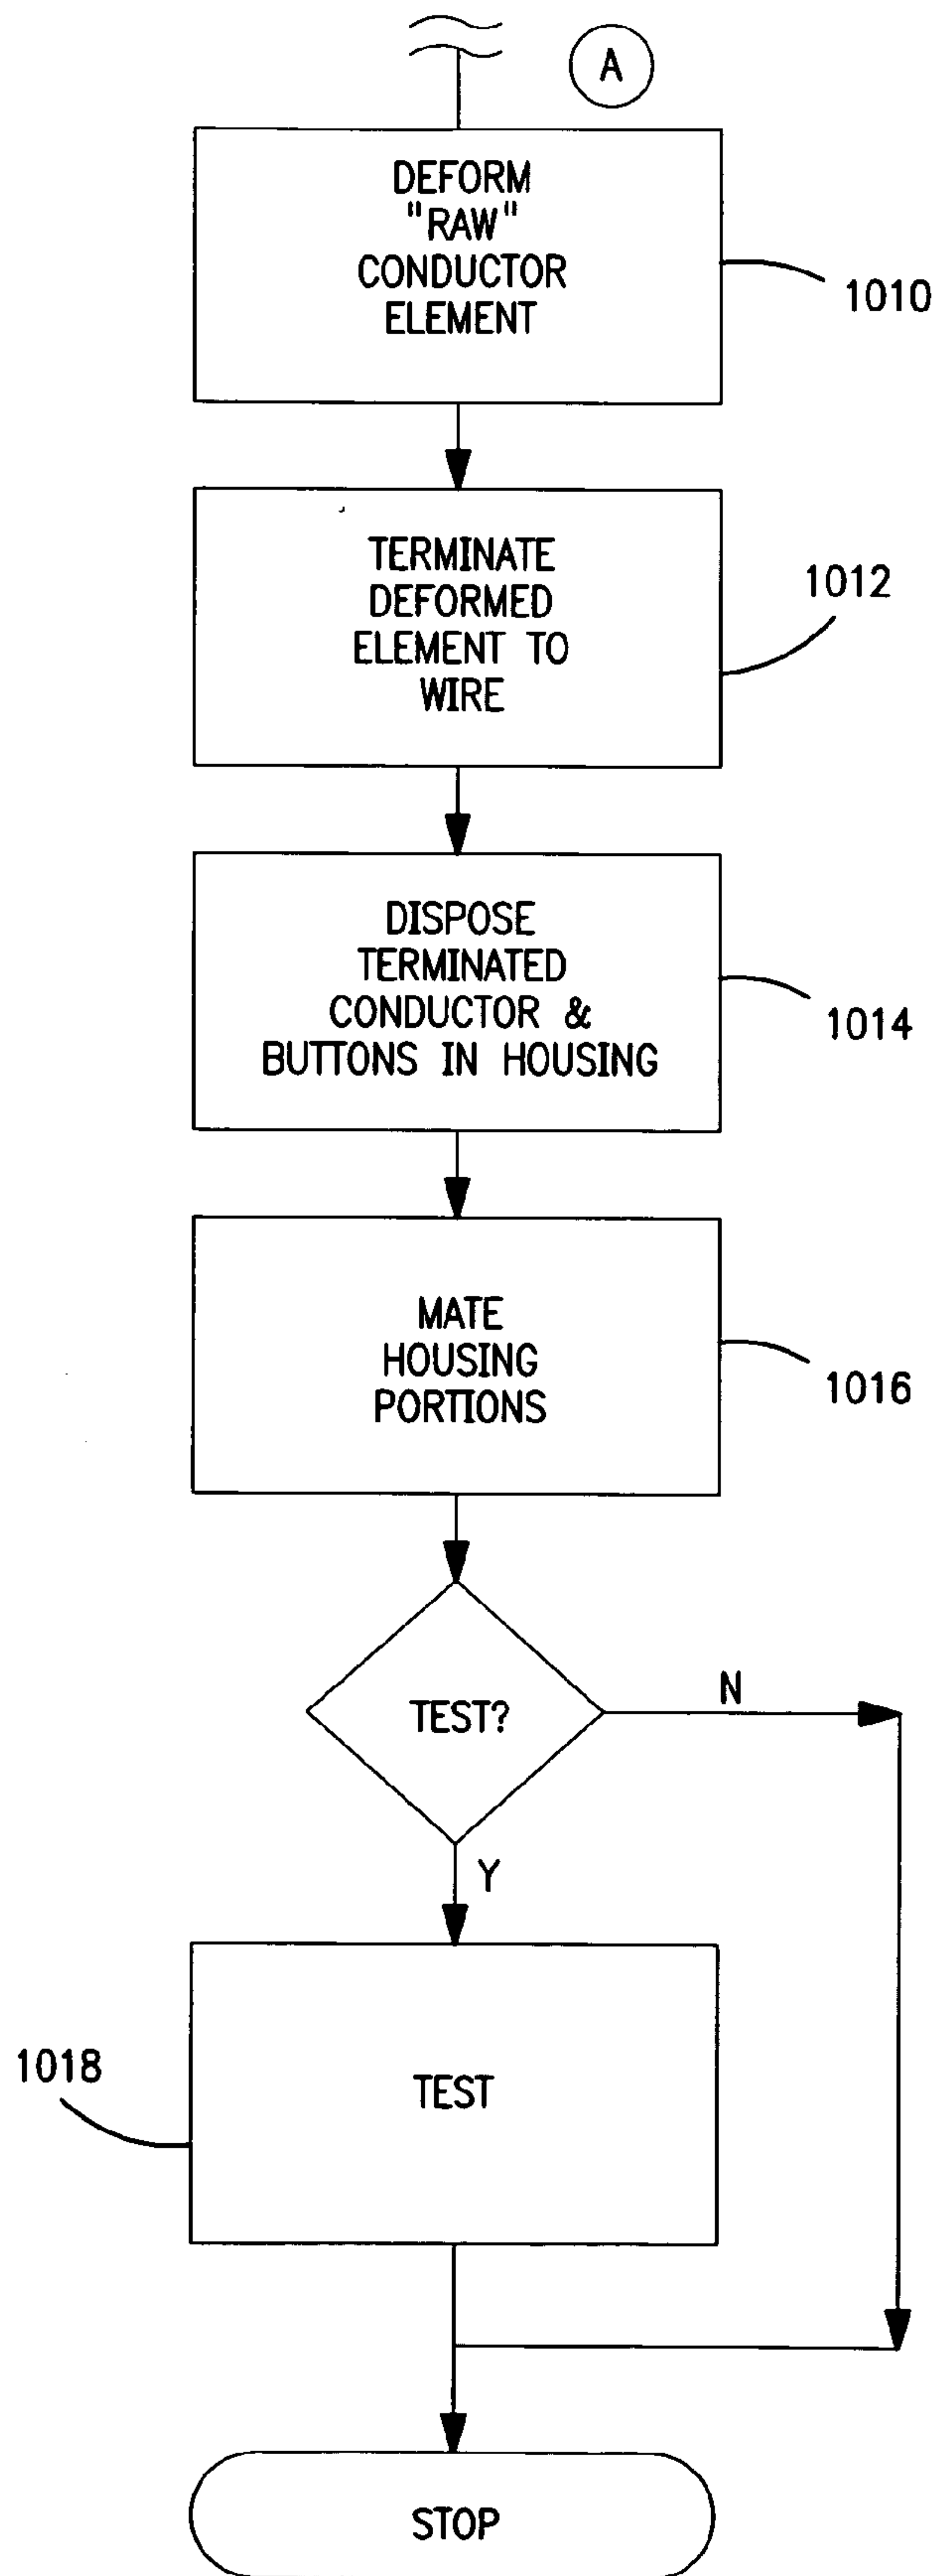 A
DEFORM
"RAW"
CONDUCTOR
ELEMENT
1010
TERMINATE
DEFORMED
ELEMENT TO
WIRE
1012
DISPOSE
TERMINATED
CONDUCTOR &
BUTTONS IN HOUSING
1014
MATE
HOUSING
PORTIONS
1016
TEST?
N
Y
TEST
1018
STOP